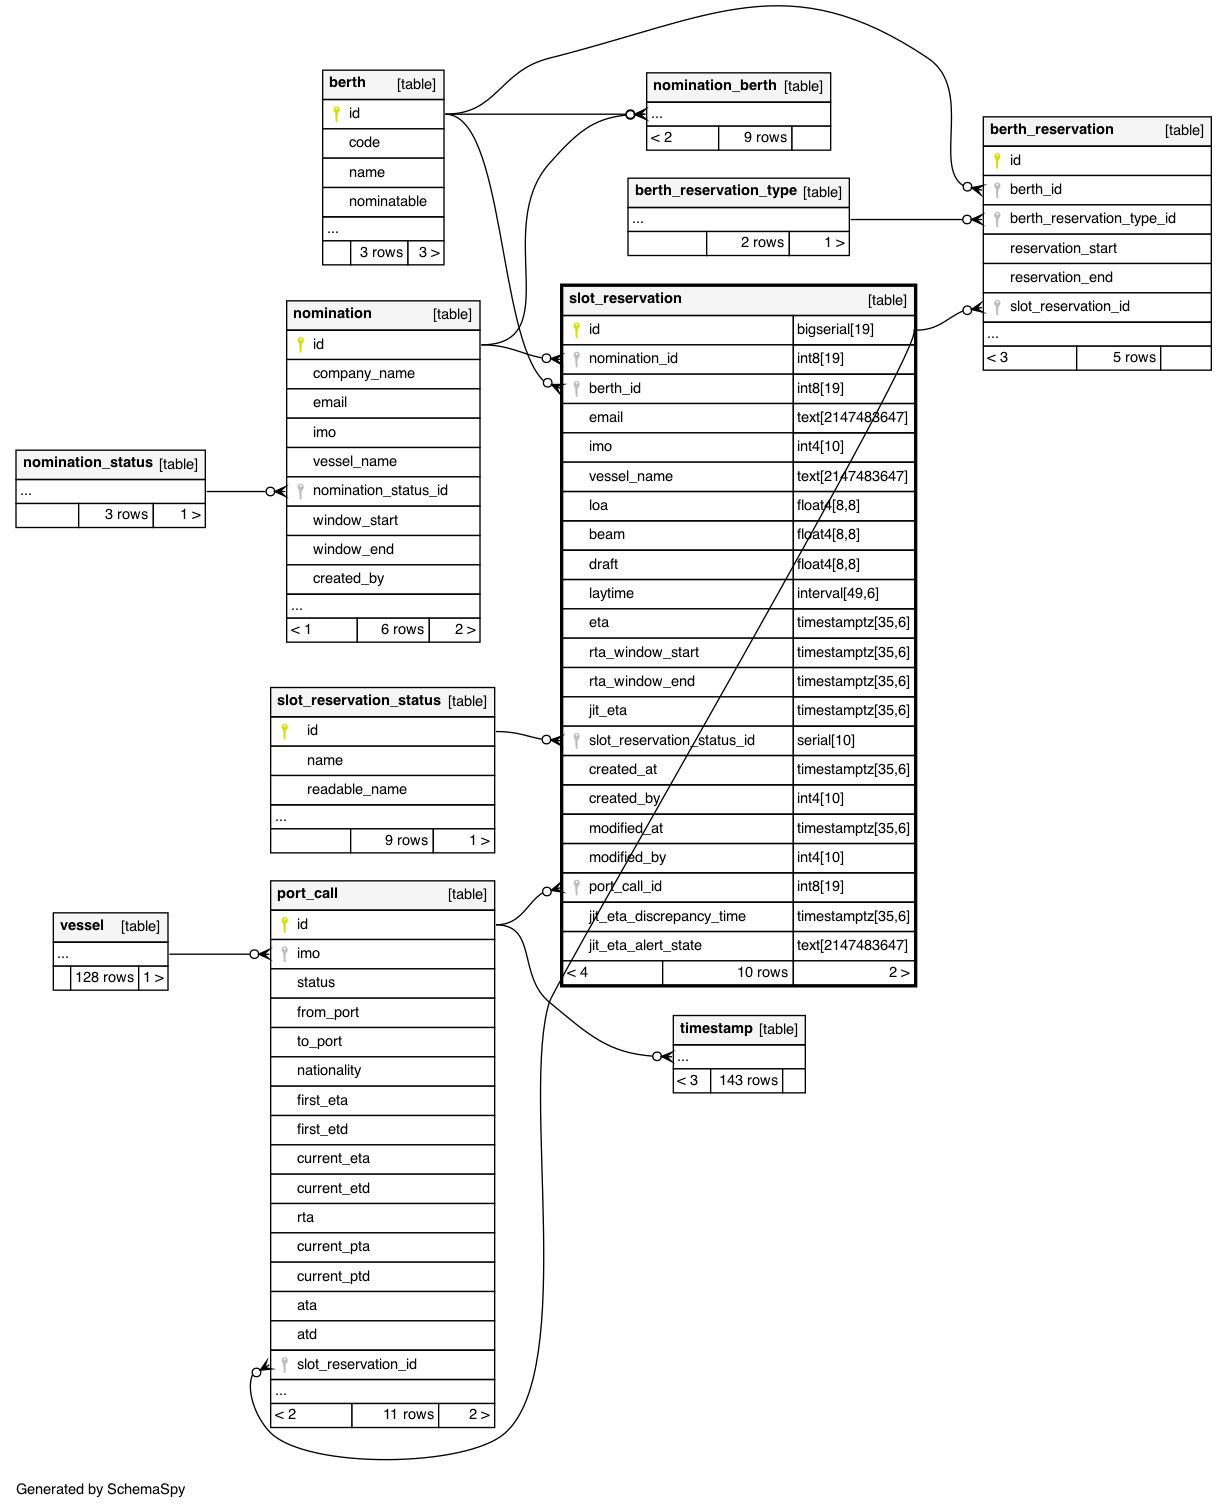 berth [table]
id
code
name
nominatable
...
3 rows 3 >
nomination_berth [table]
...
< 2 9 rows
berth_reservation_type [table]
...
2 rows 1 >
berth_reservation [table]
id
berth_id
berth_reservation_type_id
reservation_start
reservation_end
slot_reservation_id
...
< 3 5 rows
nomination [table]
id
company_name
email
imo
vessel_name
nomination_status_id
window_start
window_end
created_by
...
< 1 6 rows 2 >
nomination_status [table]
...
3 rows 1 >
slot_reservation [table]
id bigserial[19]
nomination_id int8[19]
berth_id int8[19]
email text[2147483647]
imo int4[10]
vessel_name text[2147483647]
loa float4[8,8]
beam float4[8,8]
draft float4[8,8]
laytime interval[49,6]
eta timestamptz[35,6]
rta_window_start timestamptz[35,6]
rta_window_end timestamptz[35,6]
jit_eta timestamptz[35,6]
slot_reservation_status_id serial[10]
created_at timestamptz[35,6]
created_by int4[10]
modified_at timestamptz[35,6]
modified_by int4[10]
port_call_id int8[19]
jit_eta_discrepancy_time timestamptz[35,6]
jit_eta_alert_state text[2147483647]
< 4 10 rows 2 >
slot_reservation_status [table]
id
name
readable_name
...
9 rows 1 >
vessel [table]
...
128 rows 1 >
port_call [table]
id
imo
status
from_port
to_port
nationality
first_eta
first_etd
current_eta
current_etd
rta
current_pta
current_ptd
ata
atd
slot_reservation_id
...
< 2 11 rows 2 >
timestamp [table]
...
< 3 143 rows
Generated by SchemaSpy